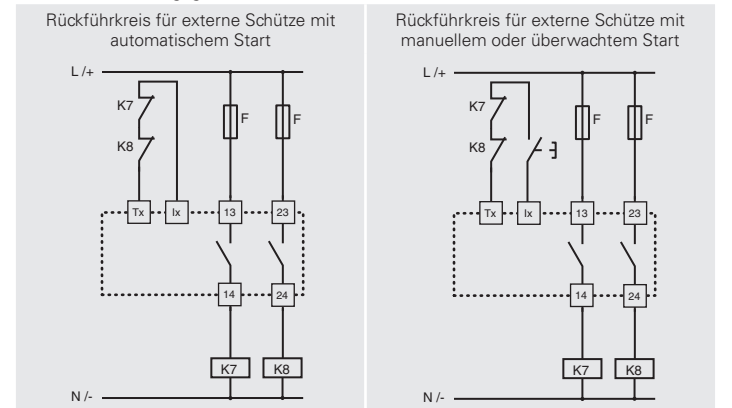 Rückführkreis für externe Schütze mit
automatischem Start
L /+
K7
F
F
K8
Tx
Ix
13
23
14
24
K7
K8
N /-
Rückführkreis für externe Schütze mit
manuellem oder überwachtem Start
L /+
K7
F
F
K8
Tx
Ix
13
23
14
24
K7
K8
N /-